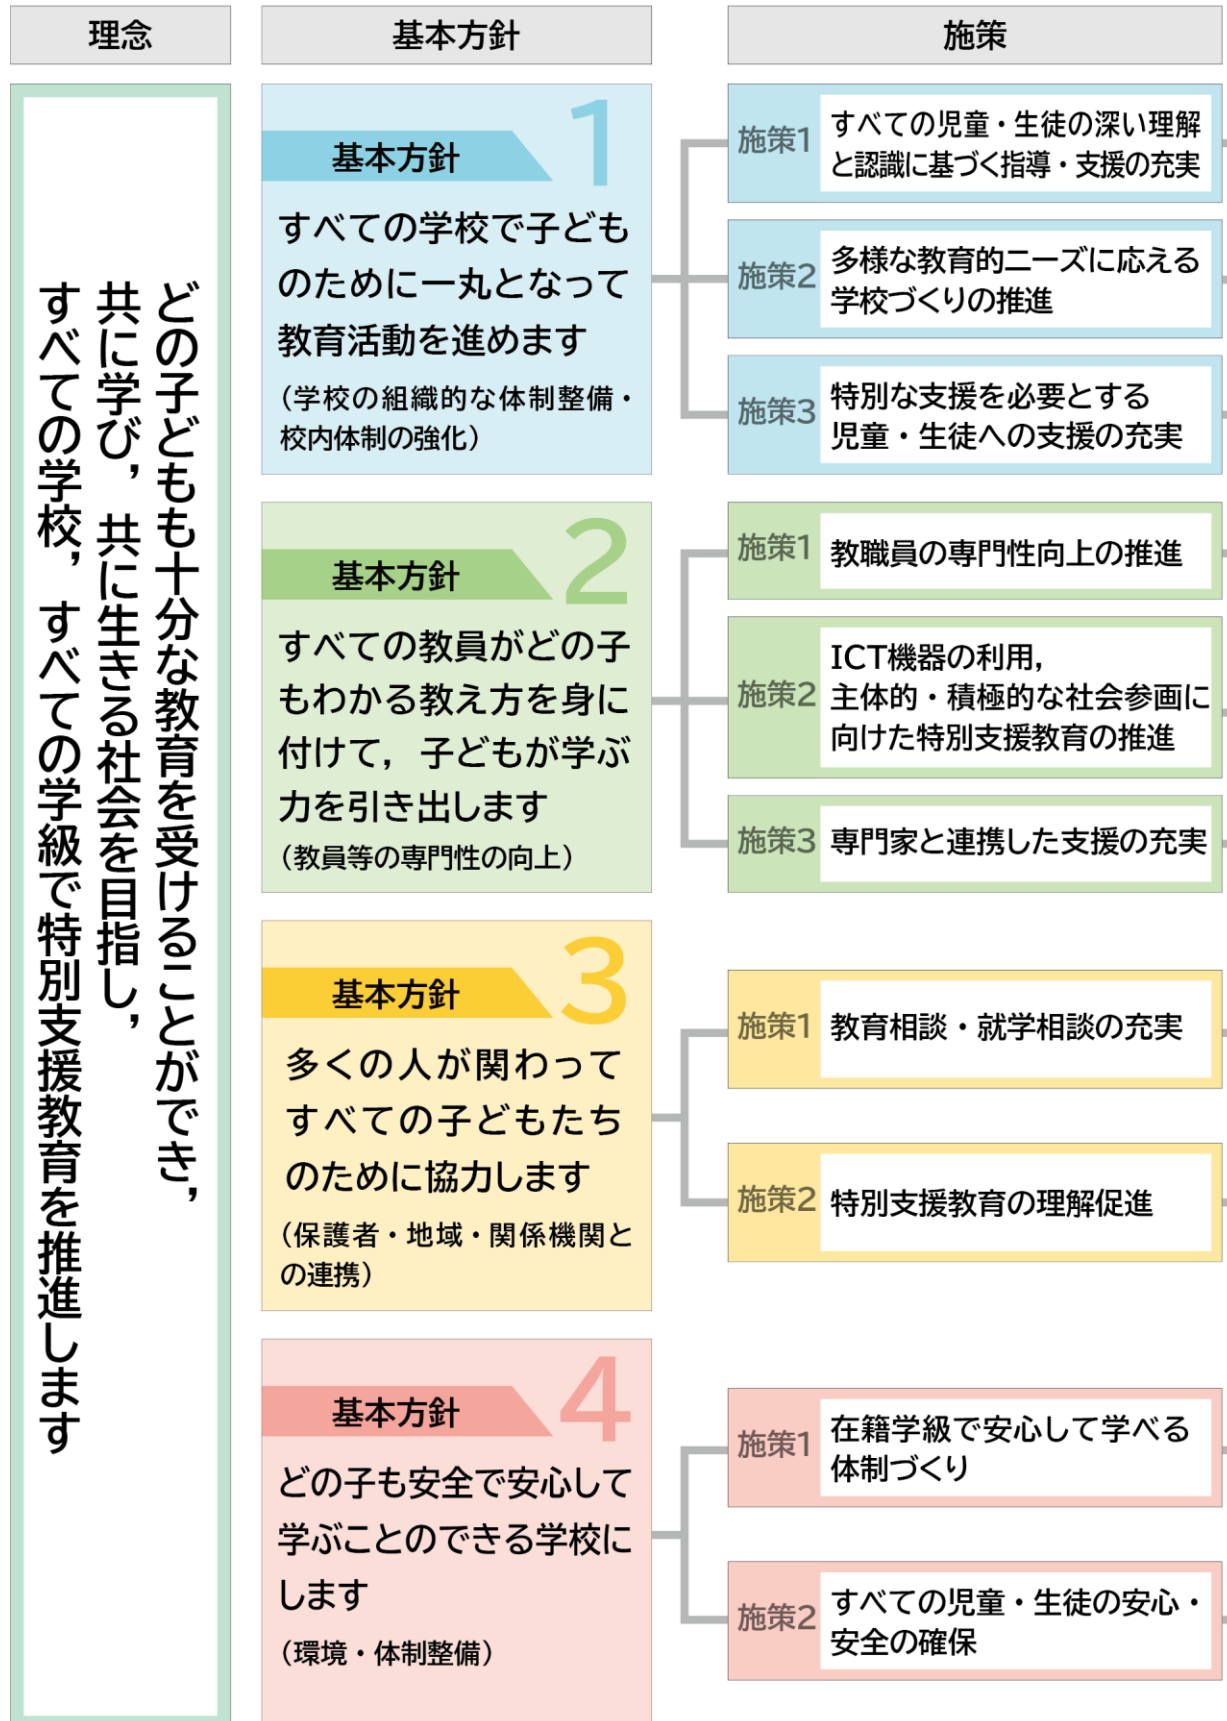 理念
基本方針
施策
どの子どもも十分な教育を受けることができ，
共に学び，共に生きる社会を目指し，
すべての学校，すべての学級で特別支援教育を推進します
基本方針 1
すべての学校で子ども
のために一丸となって
教育活動を進めます
（学校の組織的な体制整備・
校内体制の強化）
施策1
すべての児童・生徒の深い理解
と認識に基づく指導・支援の充実
施策2
多様な教育的ニーズに応える
学校づくりの推進
施策3
特別な支援を必要とする
児童・生徒への支援の充実
基本方針 2
すべての教員がどの子
もわかる教え方を身に
付けて，子どもが学ぶ
力を引き出します
（教員等の専門性の向上）
施策1
教職員の専門性向上の推進
施策2
ICT機器の利用，
主体的・積極的な社会参画に
向けた特別支援教育の推進
施策3
専門家と連携した支援の充実
基本方針 3
多くの人が関わって
すべての子どもたち
のために協力します
（保護者・地域・関係機関と
の連携）
施策1
教育相談・就学相談の充実
施策2
特別支援教育の理解促進
基本方針 4
どの子も安全で安心して
学ぶことのできる学校に
します
（環境・体制整備）
施策1
在籍学級で安心して学べる
体制づくり
施策2
すべての児童・生徒の安心・
安全の確保